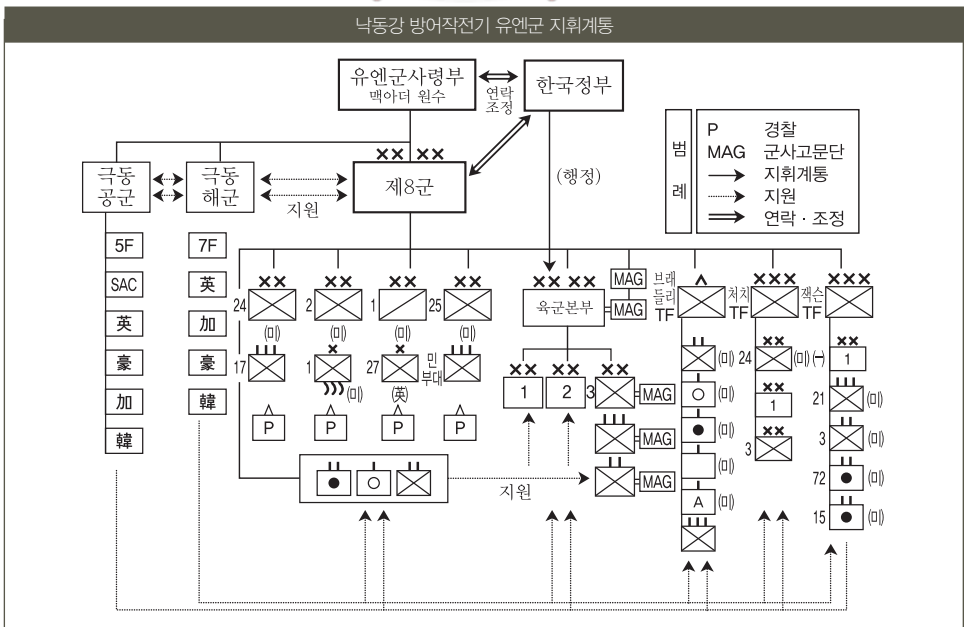 낙동강 방어작전기 유엔군 지휘계통
유엔군사령부
맥아더 원수
연락
조정
한국정부
범
례
P 경찰
MAG 군사고문단
지휘계통
지원
연락 · 조정
극동
공군
극동
해군
지원
제8군
(행정)
5F
SAC
英
豪
加
韓
7F
英
加
豪
韓
24
(미)
2
(미)
1
(미)
25
(미)
17
1
(미)
27
(英)
민
부대
P
P
P
P
육군본부
MAG
MAG
1
2
3
MAG
MAG
MAG
지원
브래
들리
TF
(미)
(미)
(미)
(미)
A
(미)
처치
TF
24
(미)(-)
1
3
잭슨
TF
1
21
3
(미)
72
(미)
15
(미)